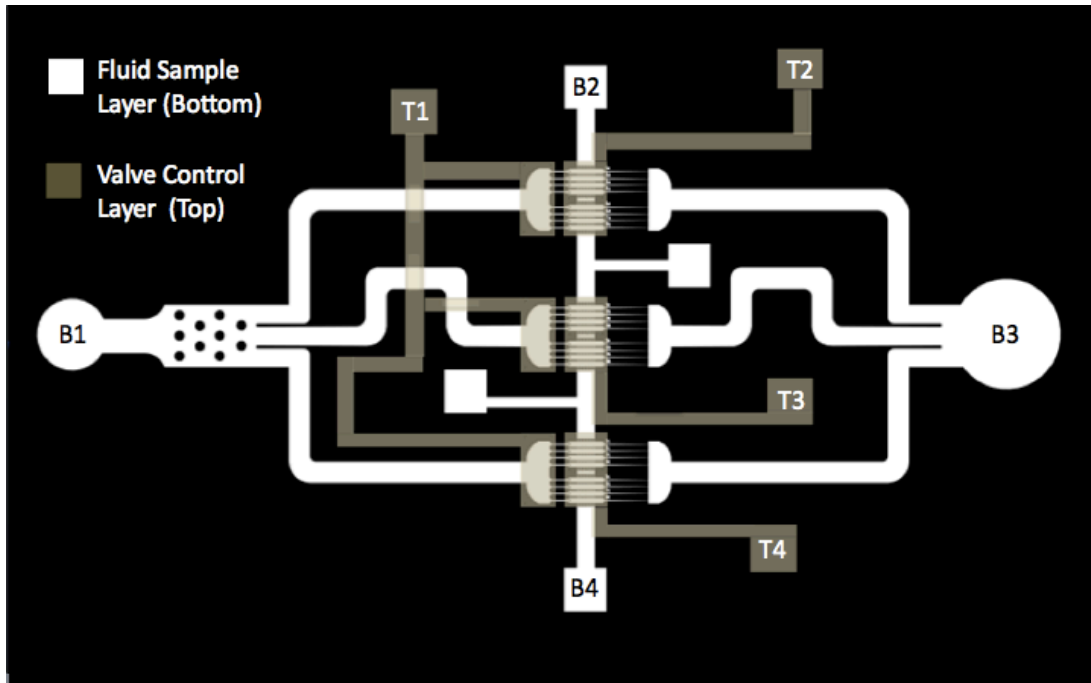 Fluid Sample
Layer (Bottom)
Valve Control
Layer (Top)
T1
B2
T2
B1
B3
T3
T4
B4